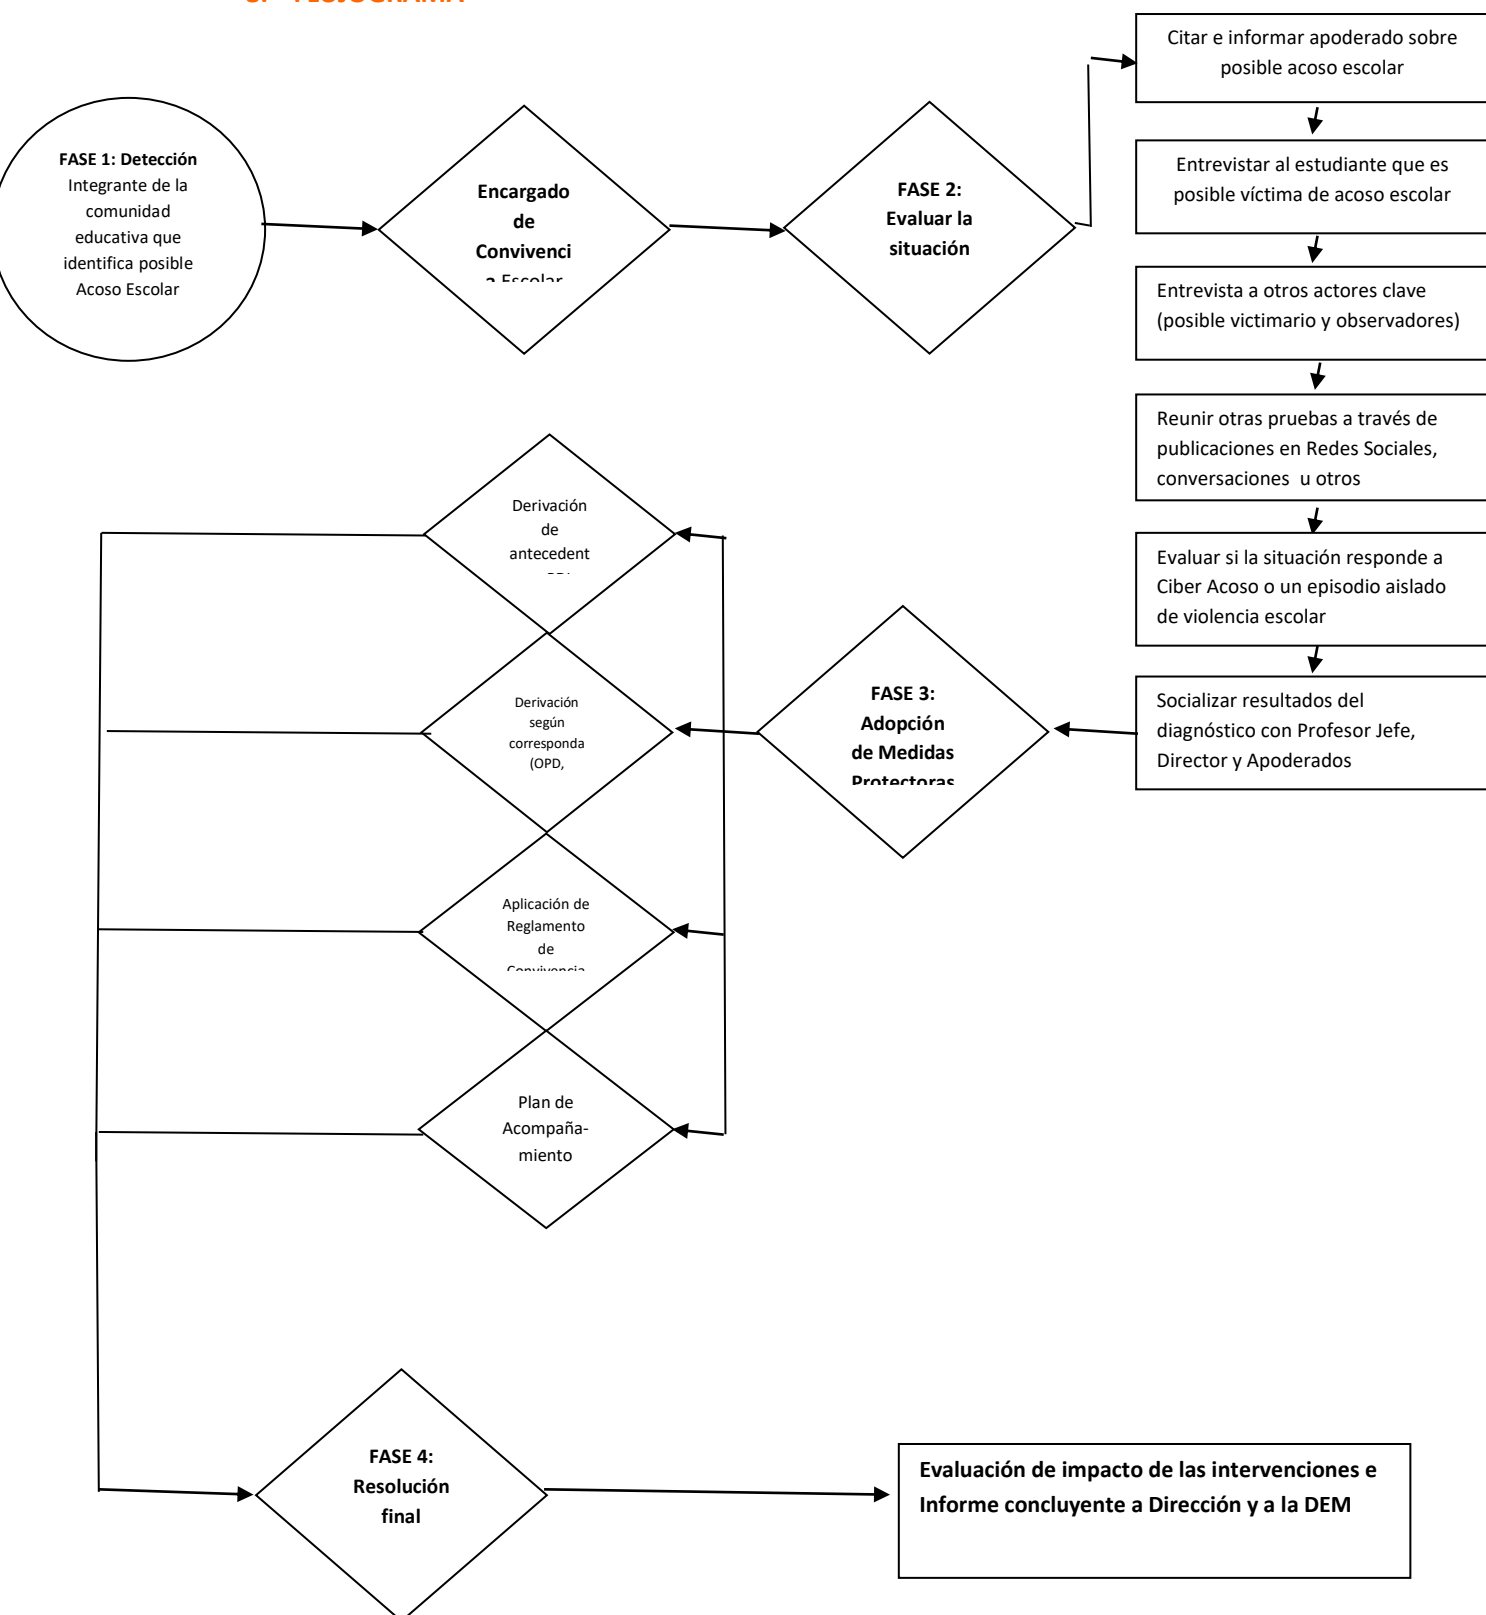 FLUJOGRAMA
Citar e informar apoderado sobre
posible acoso escolar
FASE 1: Detección
Integrante de la
comunidad
educativa que
identifica posible
Acoso Escolar
Encargado
de
Convivenci
a Escolar
FASE 2:
Evaluar la
situación
Entrevistar al estudiante que es
posible víctima de acoso escolar
Entrevista a otros actores clave
(posible victimario y observadores)
Reunir otras pruebas a través de
publicaciones en Redes Sociales,
conversaciones u otros
Evaluar si la situación responde a
Ciber Acoso o un episodio aislado
de violencia escolar
Socializar resultados del
diagnóstico con Profesor Jefe,
Director y Apoderados
FASE 3:
Adopción
de Medidas
Protectoras
Derivación
de
antecedent
Derivación
según
corresponda
(OPD,
Aplicación de
Reglamento
de
Convivencia
Plan de
Acompaña-
miento
FASE 4:
Resolución
final
Evaluación de impacto de las intervenciones e
Informe concluyente a Dirección y a la DEM